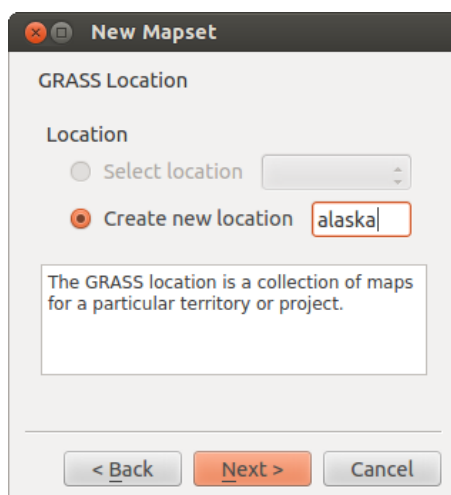 New Mapset
GRASS Location
Location
Select location
Create new location alaska
The GRASS location is a collection of maps
for a particular territory or project.
< Back Next > Cancel